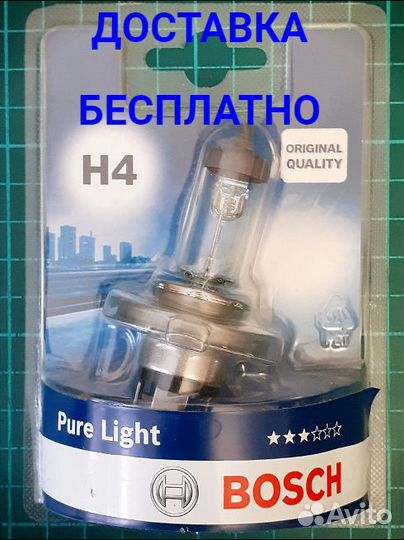 ДОСТАВКА
БЕСПЛАТНО
H4
ORIGINAL
QUALITY
Pure Light
BOSCH
Avito